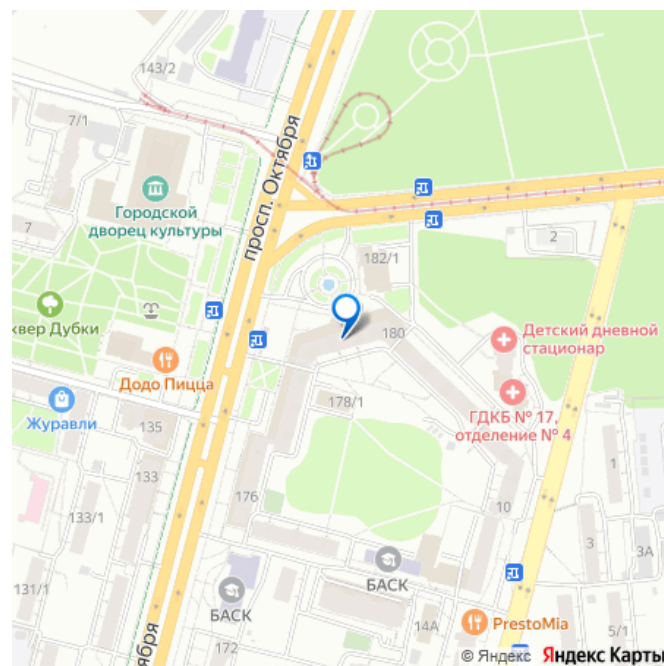 143/2
7/1
просп. Октября
Городской
дворец культуры
7
2
182/1
180
Детский дневной
стационар
квер Дубки
Додо Пицца
ГДКБ № 17,
отделение № 4
178/1
Журавли
135
133
176
10
1
133/1
3
3А
БАСК
131/1
БАСК
14А
PrestoMia
5/1
172
ября
© Яндекс Яндекс Карты